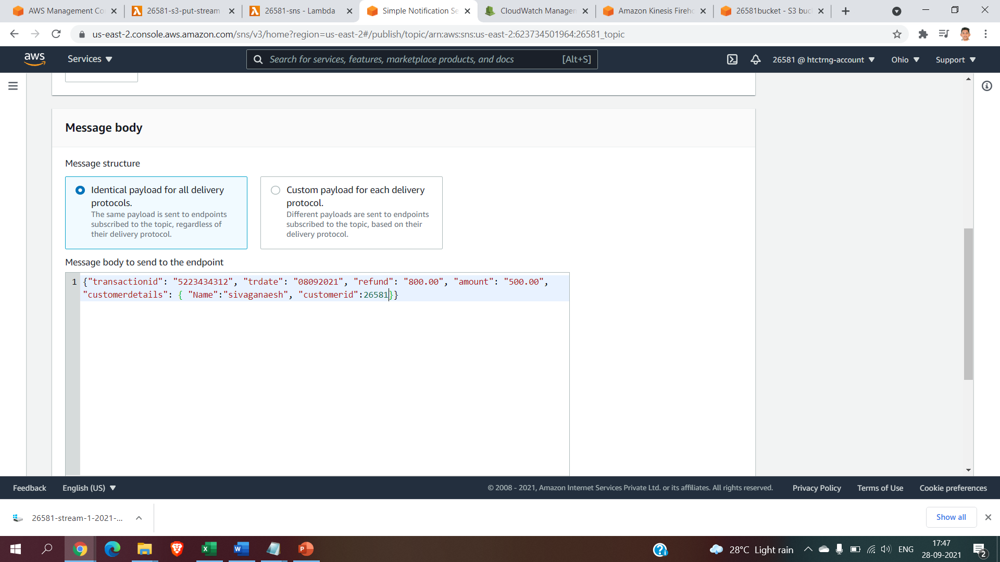 AWS Management Co
26581-s3-put-stream
26581-sns - Lambda
Simple Notification Se
CloudWatch Managem
Amazon Kinesis Fireho
26581bucket - S3 buc
us-east-2.console.aws.amazon.com/sns/v3/home?region=us-east-2#/publish/topic/arn:aws:sns:us-east-2:623734501964:26581_topic
aws
Services
Search for services, features, marketplace products, and docs
[Alt+S]
26581 @ htctrng-account
Ohio
Support
Message body
Message structure
Identical payload for all delivery
protocols.
The same payload is sent to endpoints
subscribed to the topic, regardless of
their delivery protocol.
Custom payload for each delivery
protocol.
Different payloads are sent to endpoints
subscribed to the topic, based on their
delivery protocol.
Message body to send to the endpoint
1 {"transactionid": "5223434312", "trdate": "08092021", "refund": "800.00", "amount": "500.00",
"customerdetails": { "Name":"sivaganaesh", "customerid":26581}}
Feedback
English (US)
© 2008 - 2021, Amazon Internet Services Private Ltd. or its affiliates. All rights reserved.
Privacy Policy
Terms of Use
Cookie preferences
26581-stream-1-2021-...
Show all
28°C Light rain
ENG
17:47
28-09-2021
2